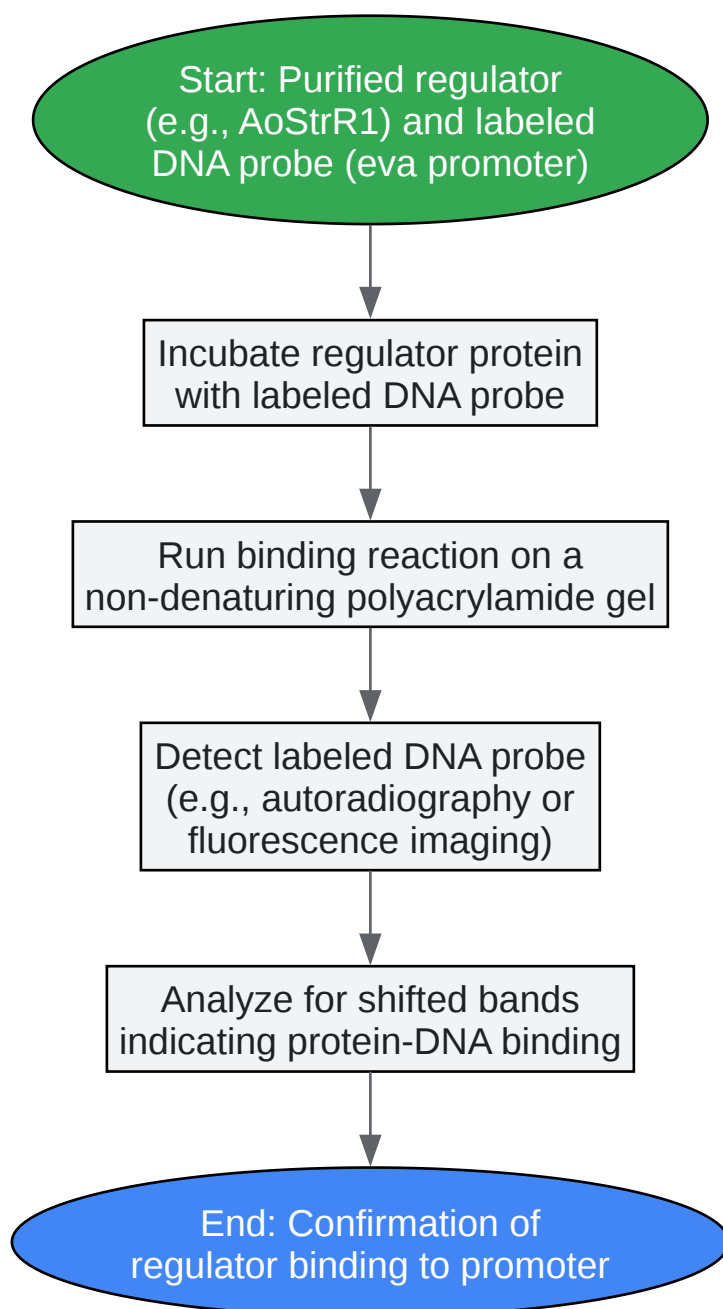 Start: Purified regulator
(e.g., AoStrR1) and labeled
DNA probe (eva promoter)
Incubate regulator protein
with labeled DNA probe
Run binding reaction on a
non-denaturing polyacrylamide gel
Detect labeled DNA probe
(e.g., autoradiography or
fluorescence imaging)
Analyze for shifted bands
indicating protein-DNA binding
End: Confirmation of
regulator binding to promoter